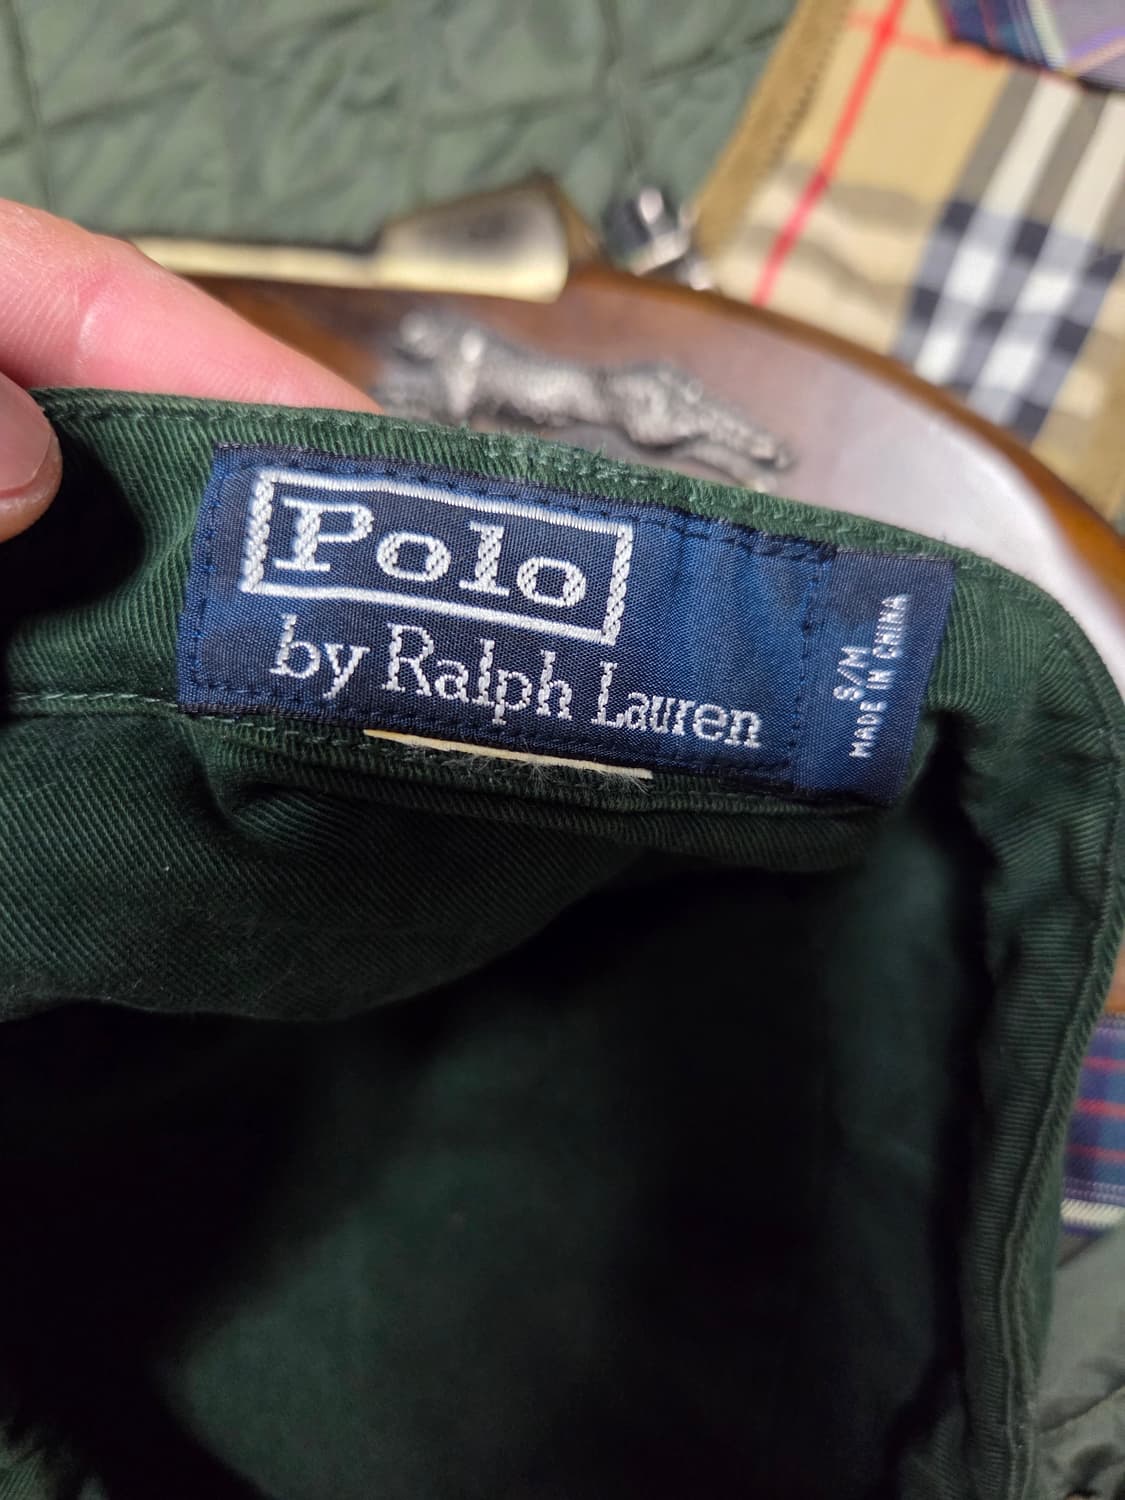 Polo
by Ralph Lauren
S/M
MADE IN CHINA